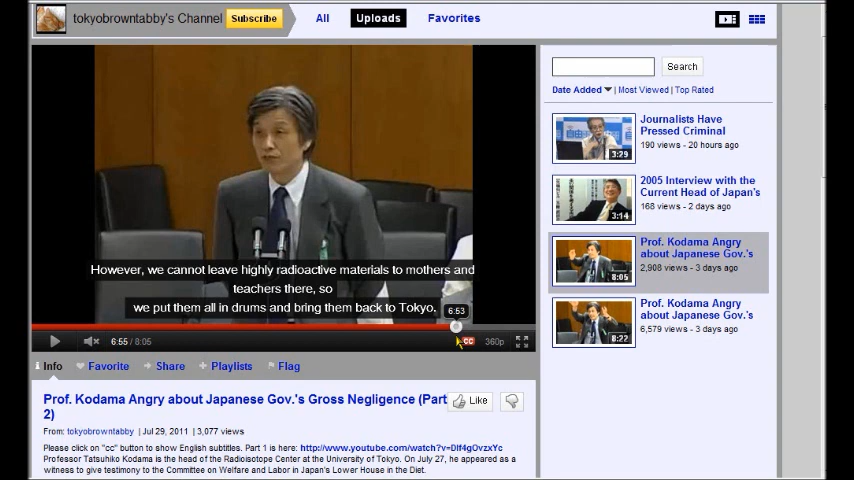 tokyobrowntabby's Channel
Subscribe
All
Uploads
Favorites
However, we cannot leave highly radioactive materials to mothers and
teachers there, so
we put them all in drums and bring them back to Tokyo.
6:53
6:55 / 8:05
CC
360p
Info
Favorite
Share
Playlists
Flag
Prof. Kodama Angry about Japanese Gov.'s Gross Negligence (Part
2)
Like
From: tokyobrowntabby | Jul 29, 2011 | 3,077 views
Please click on "cc" button to show English subtitles. Part 1 is here: http://www.youtube.com/watch?v=Dlf4gOvzxYc
Professor Tatsuhiko Kodama is the head of the Radioisotope Center at the University of Tokyo. On July 27, he appeared as a
witness to give testimony to the Committee on Welfare and Labor in Japan's Lower House in the Diet.
Search
Date Added | Most Viewed | Top Rated
3:29
Journalists Have
Pressed Criminal
190 views - 20 hours ago
3:14
2005 Interview with the
Current Head of Japan's
168 views - 2 days ago
8:05
Prof. Kodama Angry
about Japanese Gov.'s
2,908 views - 3 days ago
8:22
Prof. Kodama Angry
about Japanese Gov.'s
6,579 views - 3 days ago